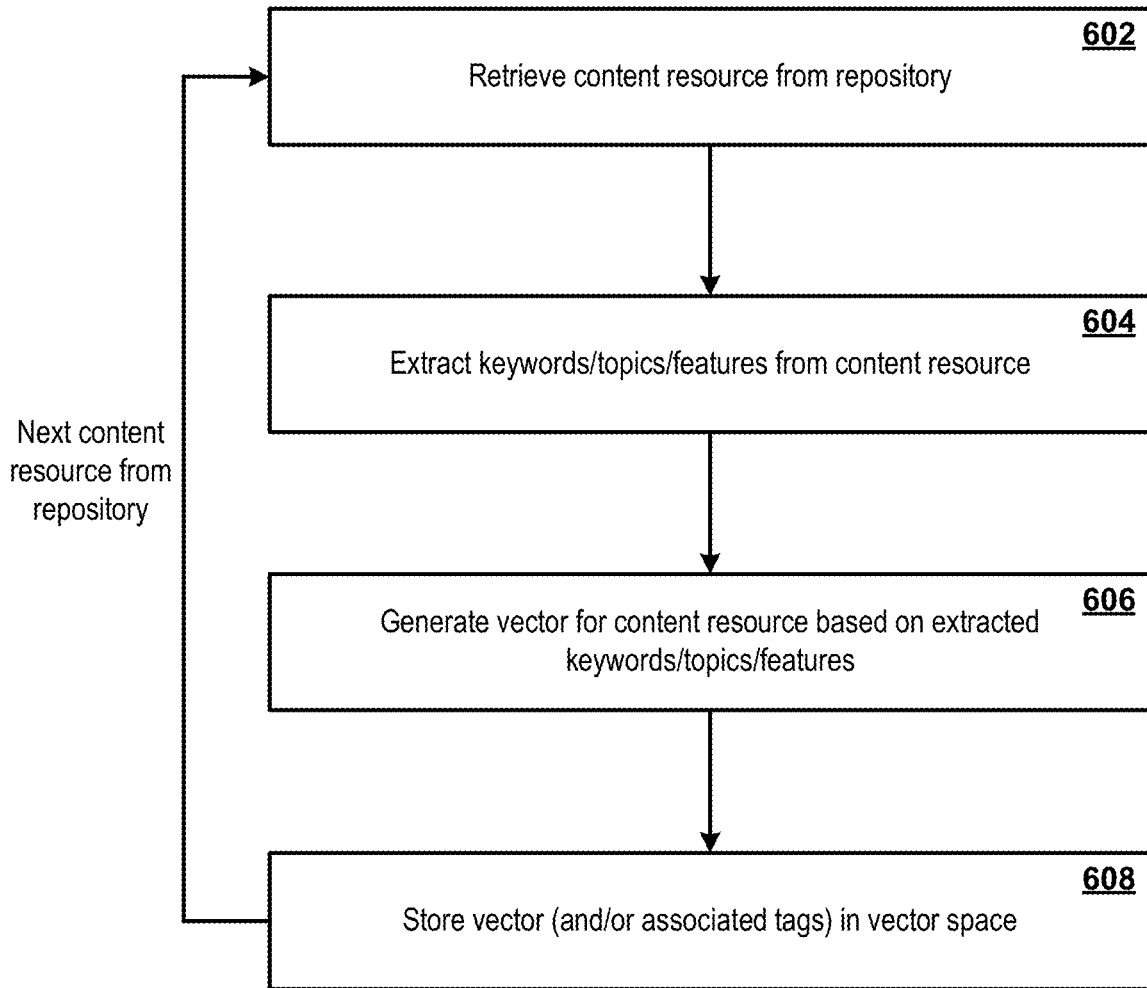 602
Retrieve content resource from repository
604
Extract keywords/topics/features from content resource
Next content
resource from
repository
606
Generate vector for content resource based on extracted
keywords/topics/features
608
Store vector (and/or associated tags) in vector space